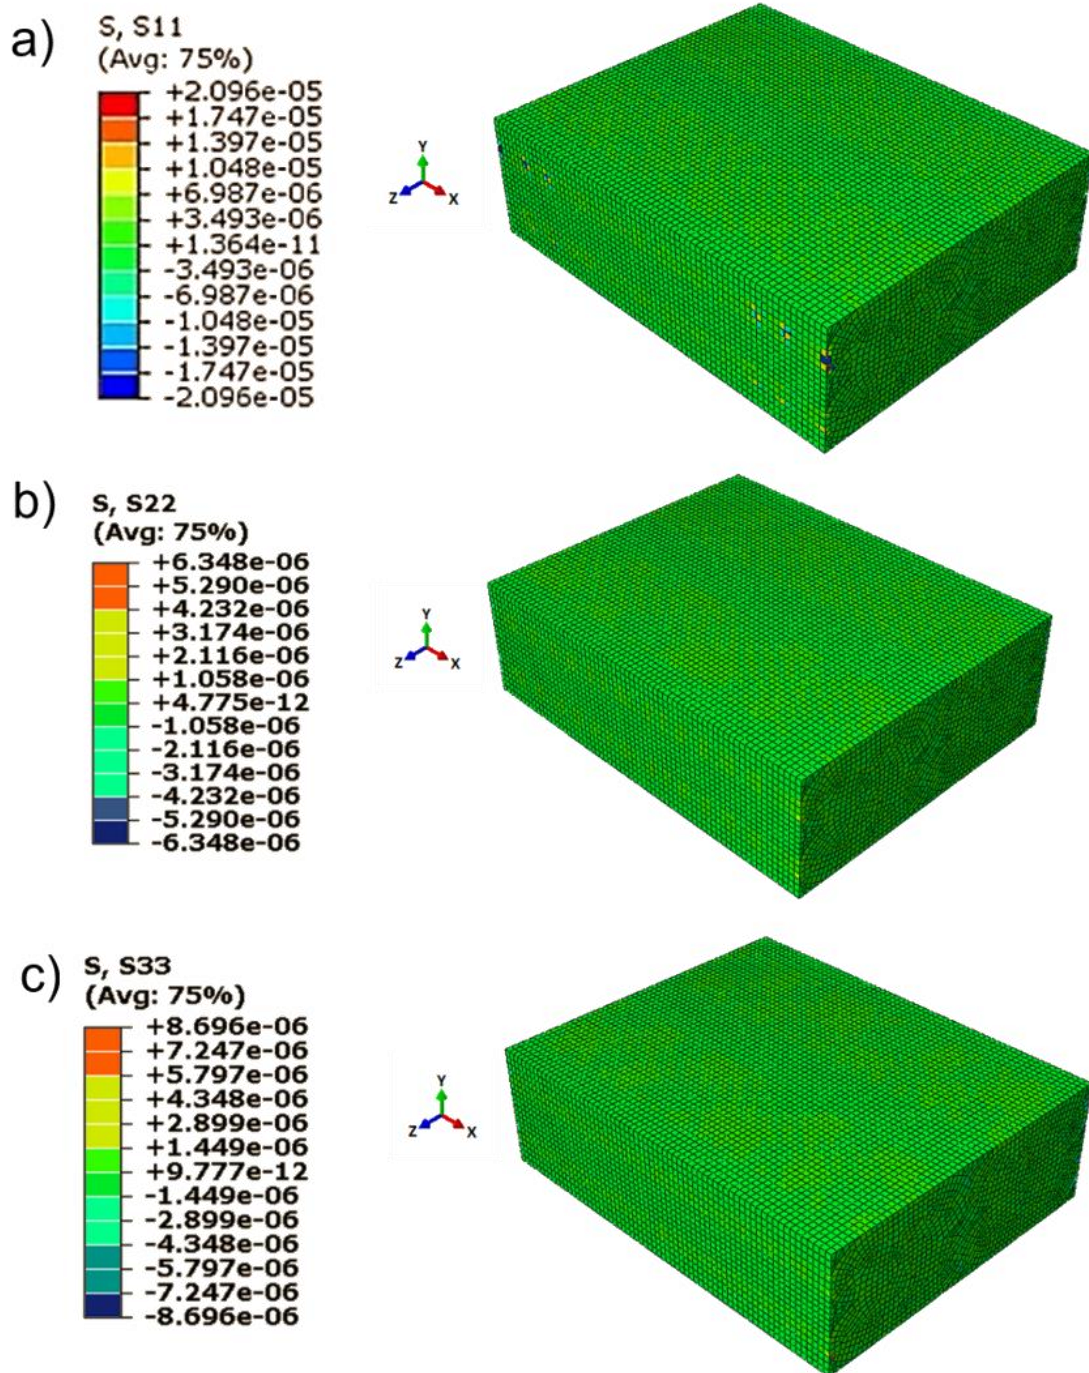 a)
S, S11
(Avg: 75%)
+2.096e-05
+1.747e-05
+1.397e-05
+1.048e-05
+6.987e-06
+3.493e-06
+1.364e-11
-3.493e-06
-6.987e-06
-1.048e-05
-1.397e-05
-1.747e-05
-2.096e-05
Y
Z
X
b)
S, S22
(Avg: 75%)
+6.348e-06
+5.290e-06
+4.232e-06
+3.174e-06
+2.116e-06
+1.058e-06
+4.775e-12
-1.058e-06
-2.116e-06
-3.174e-06
-4.232e-06
-5.290e-06
-6.348e-06
Y
Z
X
c)
S, S33
(Avg: 75%)
+8.696e-06
+7.247e-06
+5.797e-06
+4.348e-06
+2.899e-06
+1.449e-06
+9.777e-12
-1.449e-06
-2.899e-06
-4.348e-06
-5.797e-06
-7.247e-06
-8.696e-06
Y
Z
X